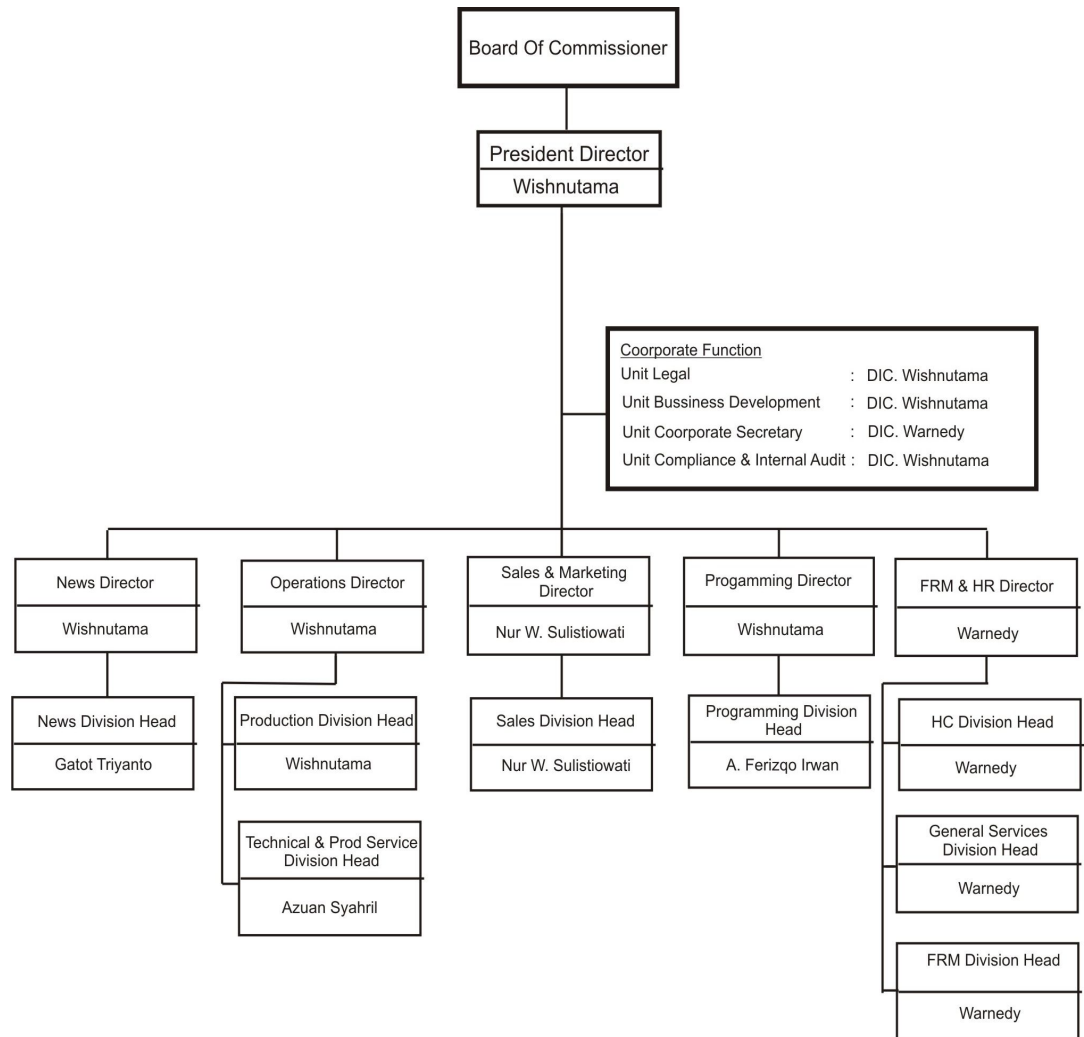 Board Of Commissioner
President Director
Wishnutama
Coorporate Function
Unit Legal : DIC. Wishnutama
Unit Bussiness Development : DIC. Wishnutama
Unit Coorporate Secretary : DIC. Warnedy
Unit Compliance & Internal Audit : DIC. Wishnutama
News Director
Wishnutama
Operations Director
Wishnutama
Sales & Marketing
Director
Nur W. Sulistiowati
Progamming Director
Wishnutama
FRM & HR Director
Warnedy
News Division Head
Gatot Triyanto
Production Division Head
Wishnutama
Sales Division Head
Nur W. Sulistiowati
Programming Division
Head
A. Ferizqo Irwan
HC Division Head
Warnedy
Technical & Prod Service
Division Head
Azuan Syahril
General Services
Division Head
Warnedy
FRM Division Head
Warnedy